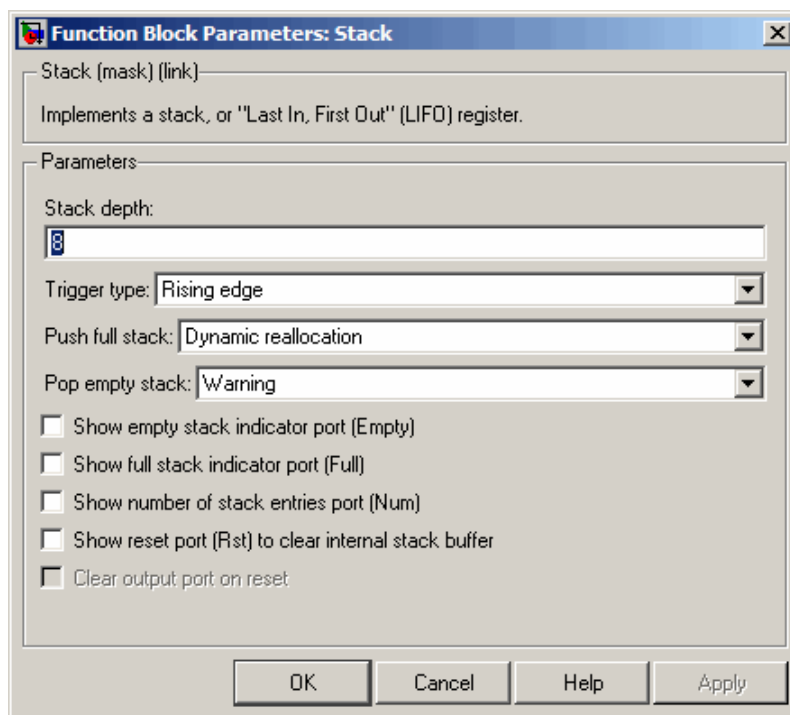 Function Block Parameters: Stack
Stack (mask) (link)
Implements a stack, or "Last In, First Out" (LIFO) register.
Parameters
Stack depth:
8
Trigger type: Rising edge
Push full stack: Dynamic reallocation
Pop empty stack: Warning
Show empty stack indicator port (Empty)
Show full stack indicator port (Full)
Show number of stack entries port (Num)
Show reset port (Rst) to clear internal stack buffer
Clear output port on reset
OK Cancel Help Apply